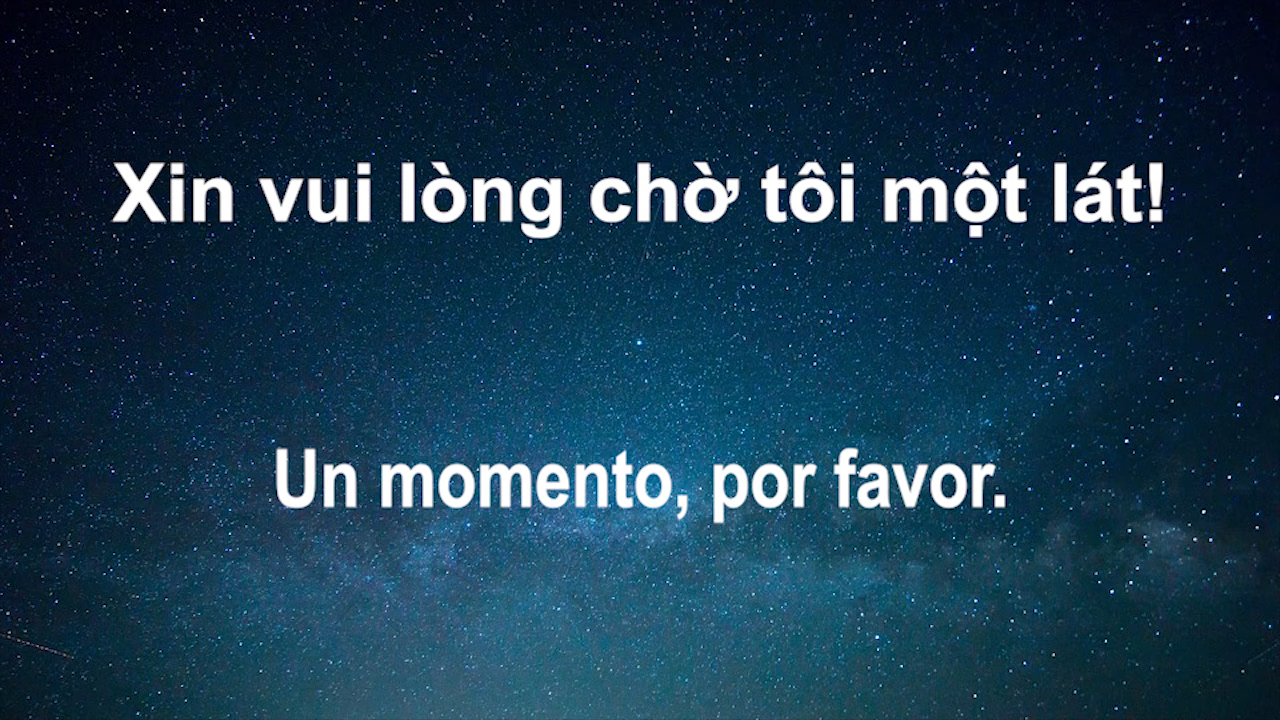 Xin vui lòng chờ tôi một lát!
Un momento, por favor.